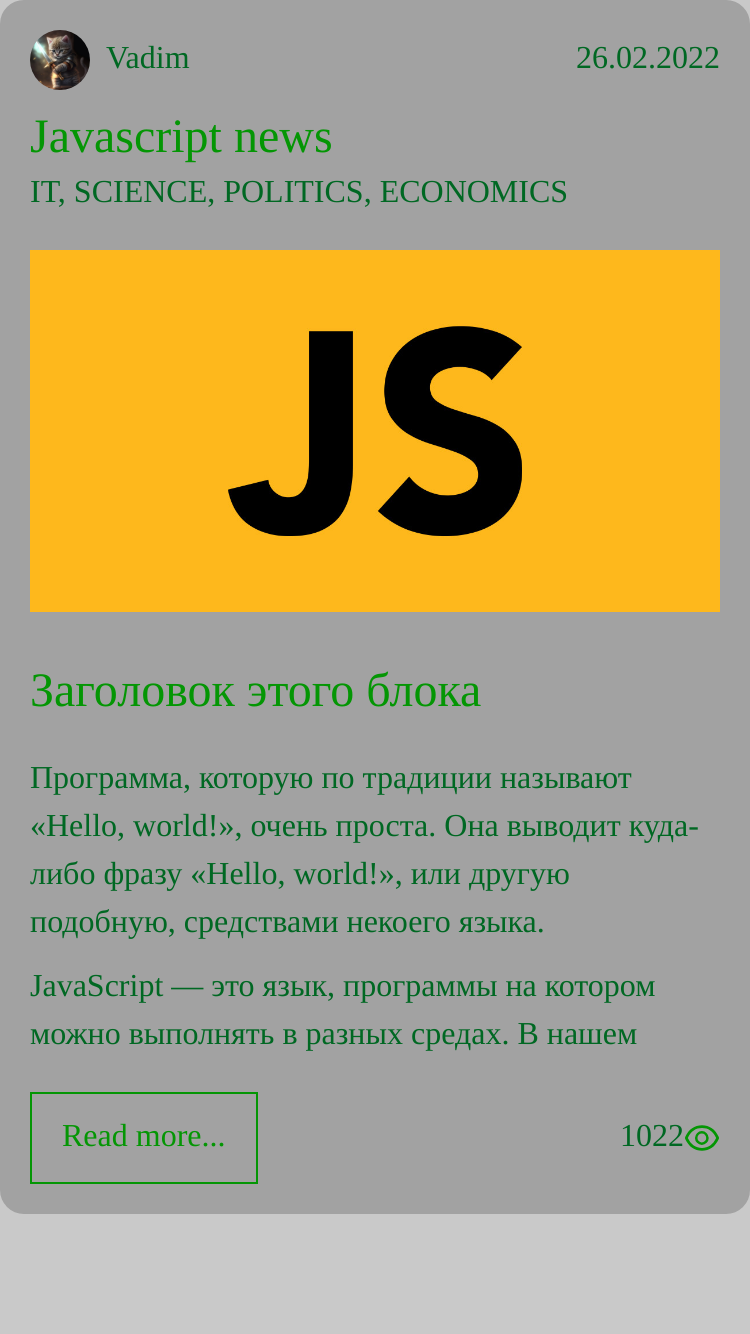 Vadim
26.02.2022
Javascript news
IT, SCIENCE, POLITICS, ECONOMICS
JS
Заголовок этого блока
Программа, которую по традиции называют
«Hello, world!», очень проста. Она выводит куда-
либо фразу «Hello, world!», или другую
подобную, средствами некоего языка.
JavaScript — это язык, программы на котором
можно выполнять в разных средах. В нашем
Read more...
1022